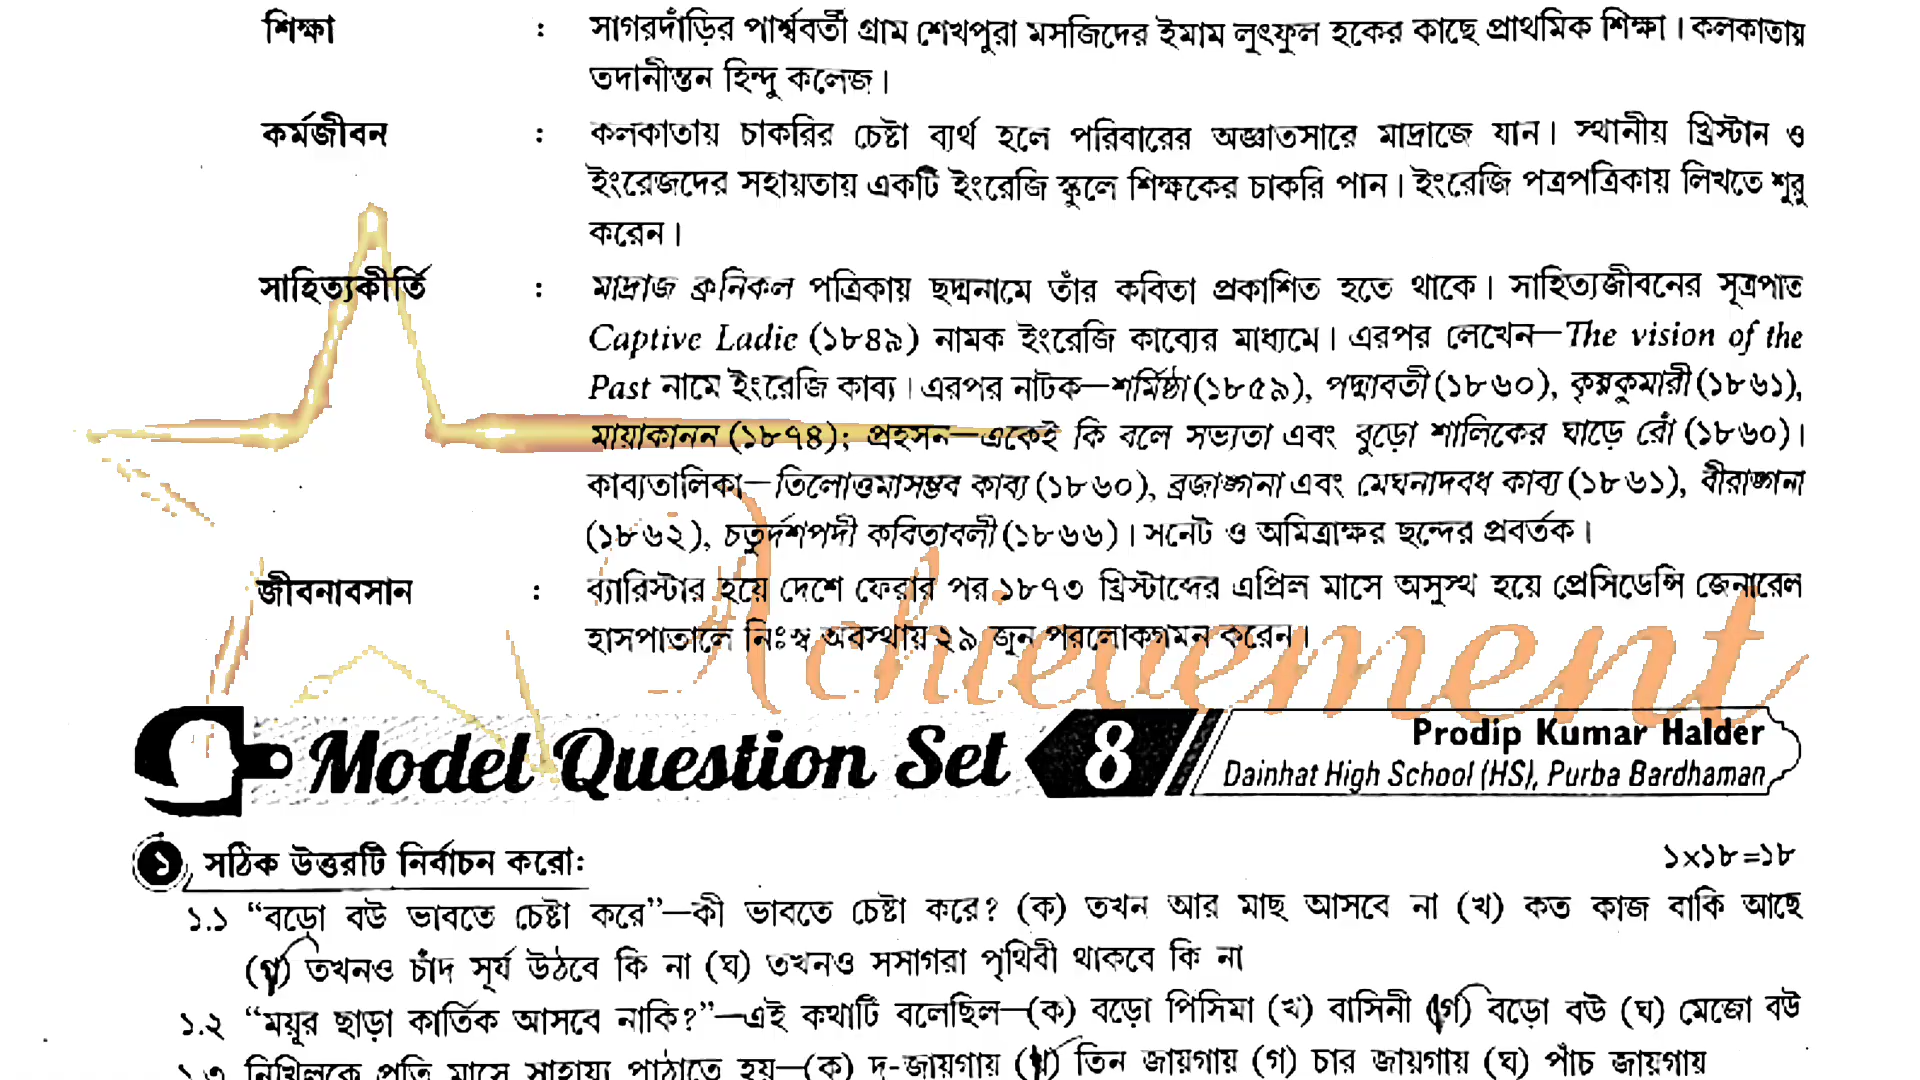 শিক্ষা : সাগরদাঁড়ির পার্শ্ববর্তী গ্রাম শেখপুরা মসজিদের ইমাম লুৎফুল হকের কাছে প্রাথমিক শিক্ষা। কলকাতায়
তদানীন্তন হিন্দু কলেজ।
কর্মজীবন : কলকাতায় চাকরির চেষ্টা ব্যর্থ হলে পরিবারের অজ্ঞাতসারে মাদ্রাজে যান। স্থানীয় খ্রিস্টান ও
ইংরেজদের সহায়তায় একটি ইংরেজি স্কুলে শিক্ষকের চাকরি পান। ইংরেজি পত্রপত্রিকায় লিখতে শুরু
করেন।
সাহিত্যকীর্তি : মাদ্রাজ ক্রনিকল পত্রিকায় ছদ্মনামে তাঁর কবিতা প্রকাশিত হতে থাকে। সাহিত্যজীবনের সূত্রপাত
Captive Ladie (১৮৪৯) নামক ইংরেজি কাব্যের মাধ্যমে। এরপর লেখেন—The vision of the
Past নামে ইংরেজি কাব্য। এরপর নাটক—শর্মিষ্ঠা (১৮৫৯), পদ্মাবতী (১৮৬০), কৃষ্ণকুমারী (১৮৬১),
মায়াকানন (১৮৭৪); প্রহসন—একেই কি বলে সভ্যতা এবং বুড়ো শালিকের ঘাড়ে রোঁ (১৮৬০)।
কাব্যতালিকা—তিলোত্তমাসম্ভব কাব্য (১৮৬০), ব্রজাঙ্গনা এবং মেঘনাদবধ কাব্য (১৮৬১), বীরাঙ্গনা
(১৮৬২), চতুর্দশপদী কবিতাবলী (১৮৬৬)। সনেট ও অমিত্রাক্ষর ছন্দের প্রবর্তক।
জীবনাবসান : ব্যারিস্টার হয়ে দেশে ফেরার পর ১৮৭৩ খ্রিস্টাব্দের এপ্রিল মাসে অসুস্থ হয়ে প্রেসিডেন্সি জেনারেল
হাসপাতালে নিঃস্ব অবস্থায় ২৯ জুন পরলোকগমন করেন।
Achievement
Model Question Set 8
Prodip Kumar Halder
Dainhat High School (HS), Purba Bardhaman
১ সঠিক উত্তরটি নির্বাচন করো: ১×১৮=১৮
১.১ “বড়ো বউ ভাবতে চেষ্টা করে”—কী ভাবতে চেষ্টা করে? (ক) তখন আর মাছ আসবে না (খ) কত কাজ বাকি আছে
(গ) তখনও চাঁদ সূর্য উঠবে কি না (ঘ) তখনও সসাগরা পৃথিবী থাকবে কি না
১.২ “ময়ূর ছাড়া কার্তিক আসবে নাকি?”—এই কথাটি বলেছিল—(ক) বড়ো পিসিমা (খ) বাসিনী (গ) বড়ো বউ (ঘ) মেজো বউ
১.৩ নিখিলকে প্রতি মাসে সাহায্য পাঠাতে হয়—(ক) দু-জায়গায় (খ) তিন জায়গায় (গ) চার জায়গায় (ঘ) পাঁচ জায়গায়